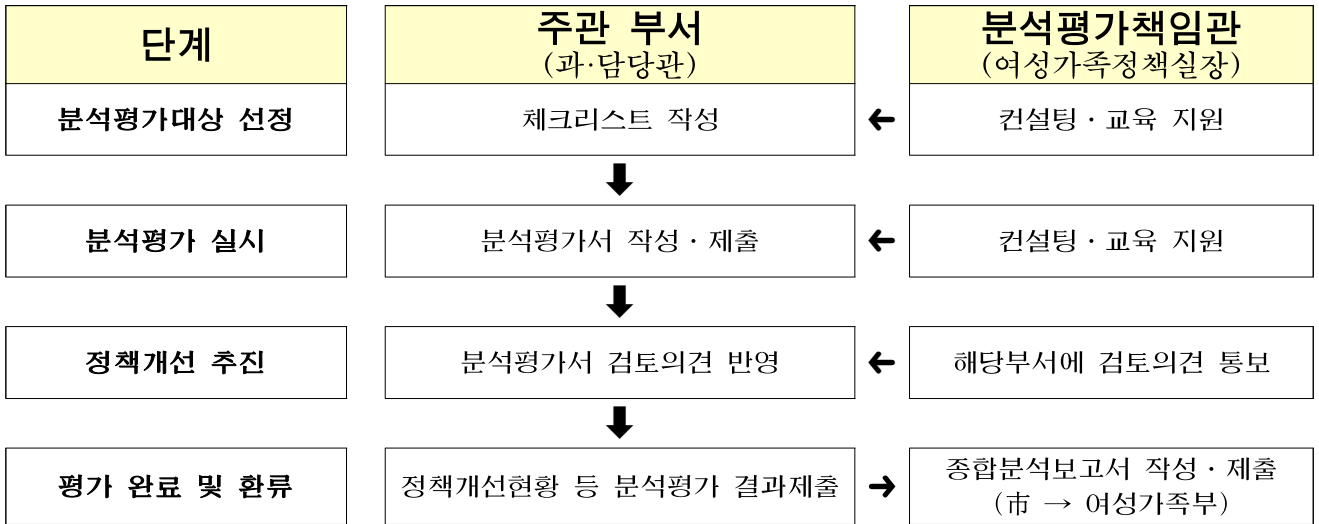 단계
주관 부서
(과·담당관)
분석평가책임관
(여성가족정책실장)
분석평가대상 선정
체크리스트 작성
←
컨설팅·교육 지원
분석평가 실시
분석평가서 작성·제출
←
컨설팅·교육 지원
정책개선 추진
분석평가서 검토의견 반영
←
해당부서에 검토의견 통보
평가 완료 및 환류
정책개선현황 등 분석평가 결과제출
→
종합분석보고서 작성·제출
(市 → 여성가족부)